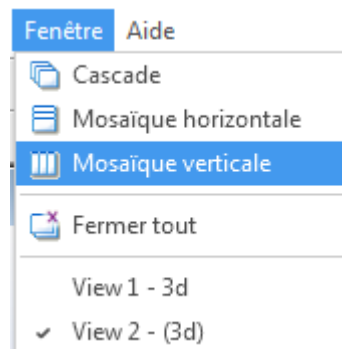 Fenêtre Aide
Cascade
Mosaïque horizontale
Mosaïque verticale
Fermer tout
View 1 - 3d
View 2 - (3d)